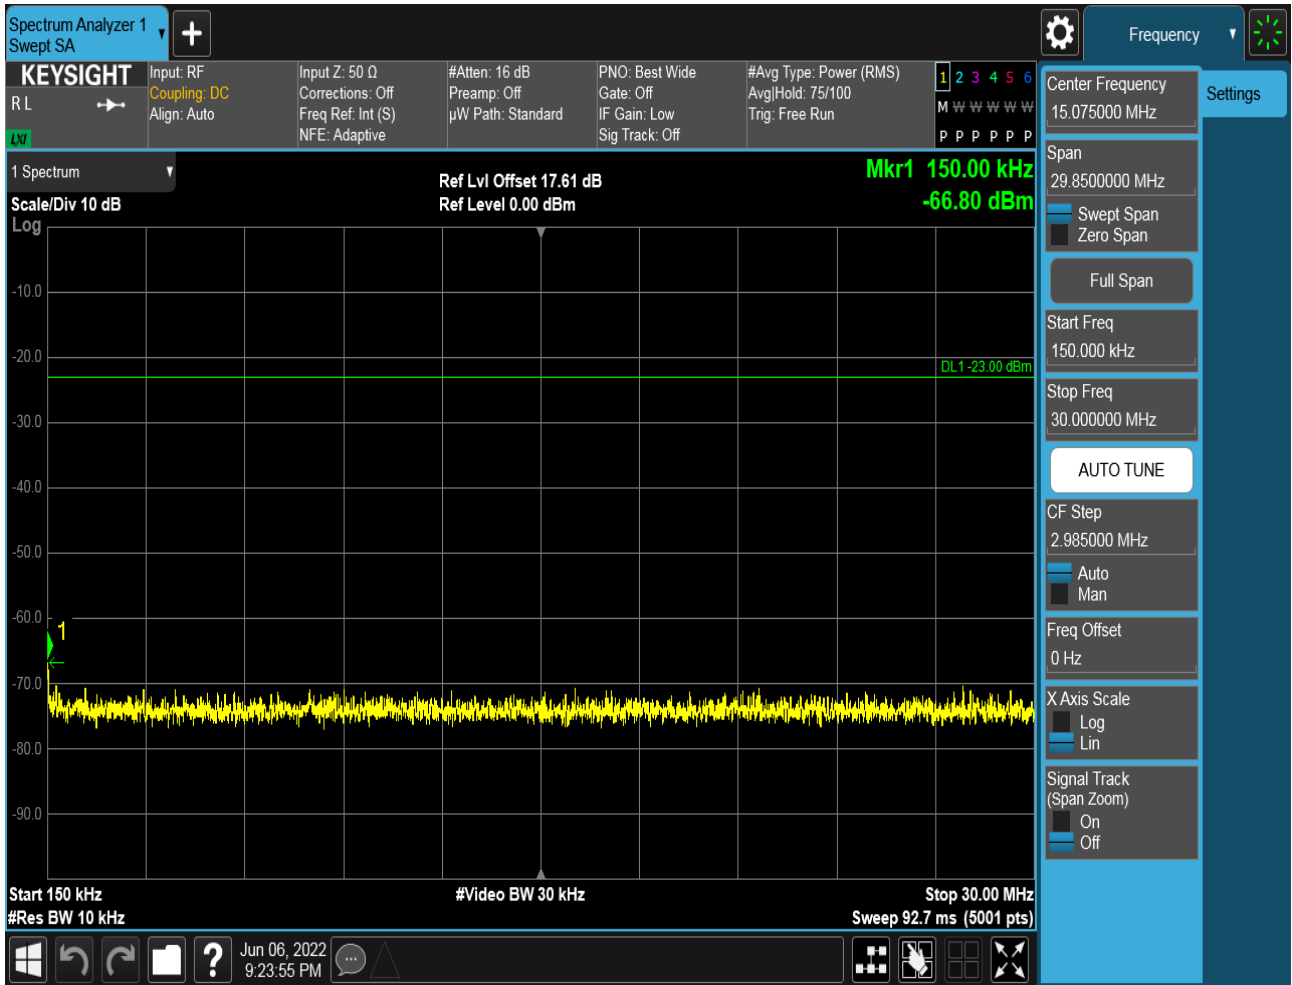 Spectrum Analyzer 1
Swept SA
Frequency
KEYSIGHT
R L
LXI
Input: RF
Coupling: DC
Align: Auto
Input Z: 50 Ω
Corrections: Off
Freq Ref: Int (S)
NFE: Adaptive
#Atten: 16 dB
Preamp: Off
µW Path: Standard
PNO: Best Wide
Gate: Off
IF Gain: Low
Sig Track: Off
#Avg Type: Power (RMS)
Avg|Hold: 75/100
Trig: Free Run
1 2 3 4 5 6
M W W W W W
P P P P P P
1 Spectrum
Scale/Div 10 dB
Log
Ref Lvl Offset 17.61 dB
Ref Level 0.00 dBm
Mkr1 150.00 kHz
-66.80 dBm
-10.0
-20.0
DL1 -23.00 dBm
-30.0
-40.0
-50.0
-60.0
1
-70.0
-80.0
-90.0
Start 150 kHz
#Res BW 10 kHz
#Video BW 30 kHz
Stop 30.00 MHz
Sweep 92.7 ms (5001 pts)
Jun 06, 2022
9:23:55 PM
Center Frequency
15.075000 MHz
Span
29.8500000 MHz
Swept Span
Zero Span
Full Span
Start Freq
150.000 kHz
Stop Freq
30.000000 MHz
AUTO TUNE
CF Step
2.985000 MHz
Auto
Man
Freq Offset
0 Hz
X Axis Scale
Log
Lin
Signal Track
(Span Zoom)
On
Off
Settings